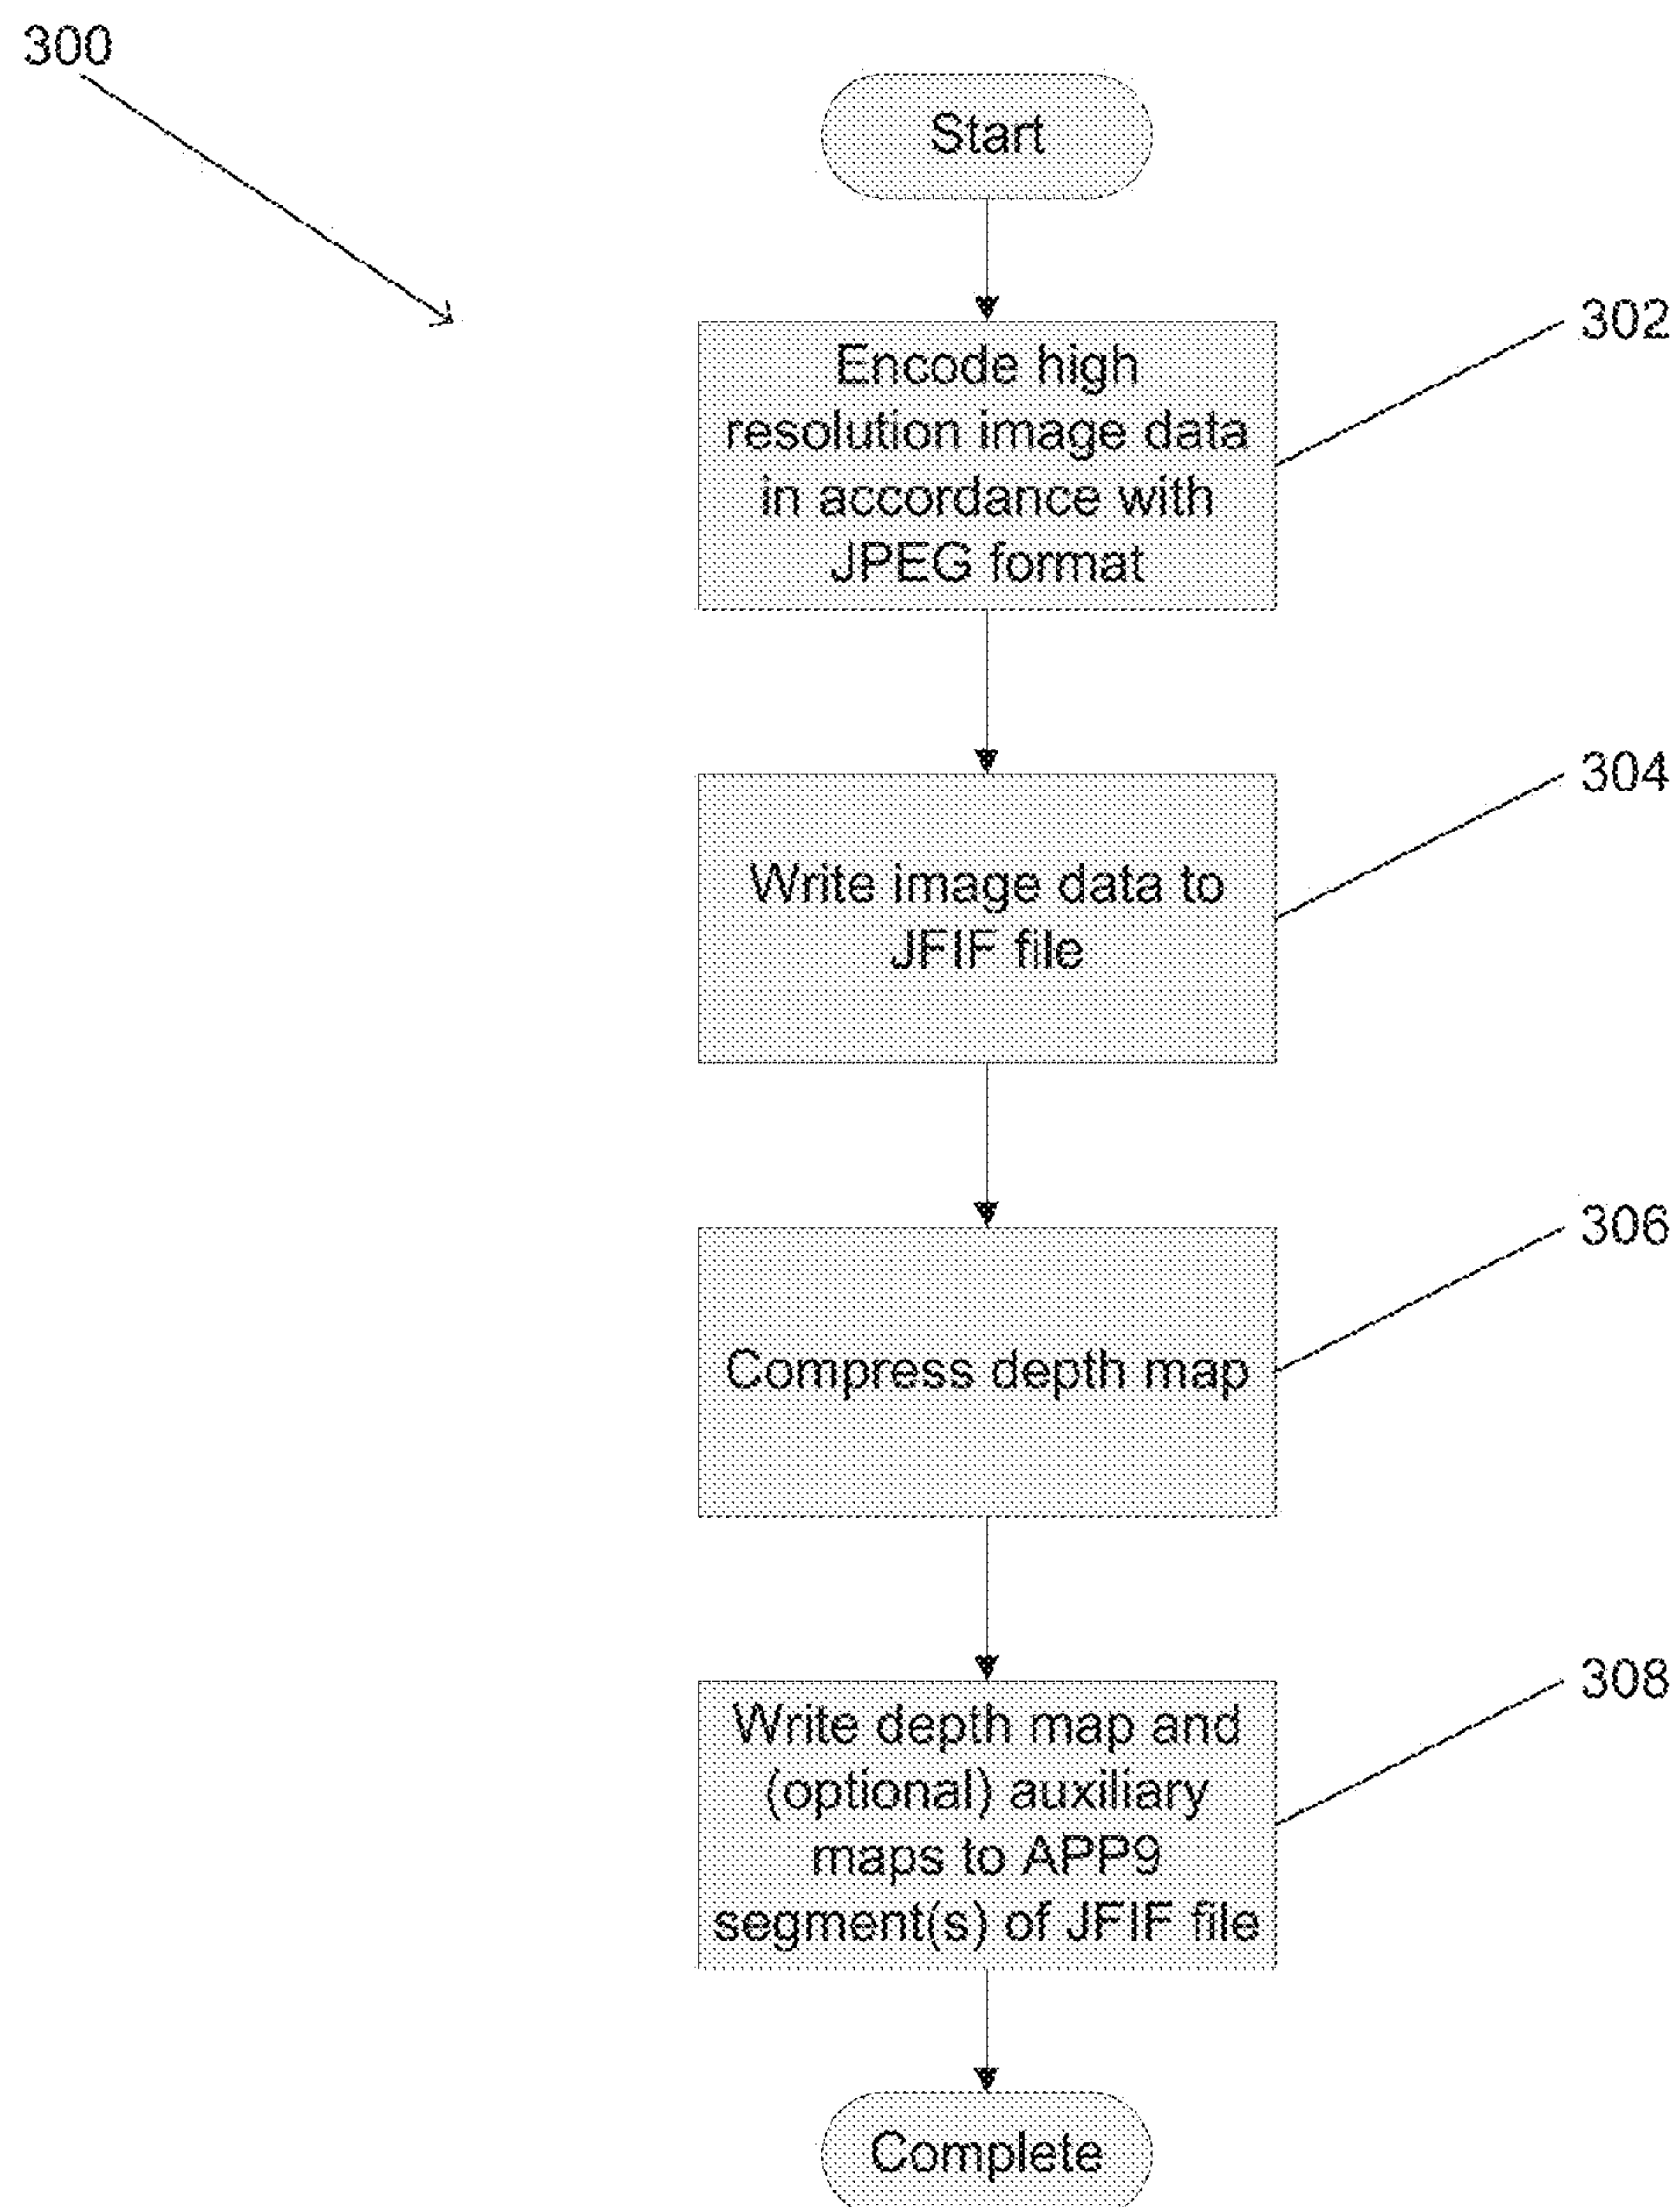 300
Start
Encode high
resolution image data
in accordance with
JPEG format
302
Write image data to
JFIF file
304
Compress depth map
306
Write depth map and
(optional) auxiliary
maps to APP9
segment(s) of JFIF file
308
Complete